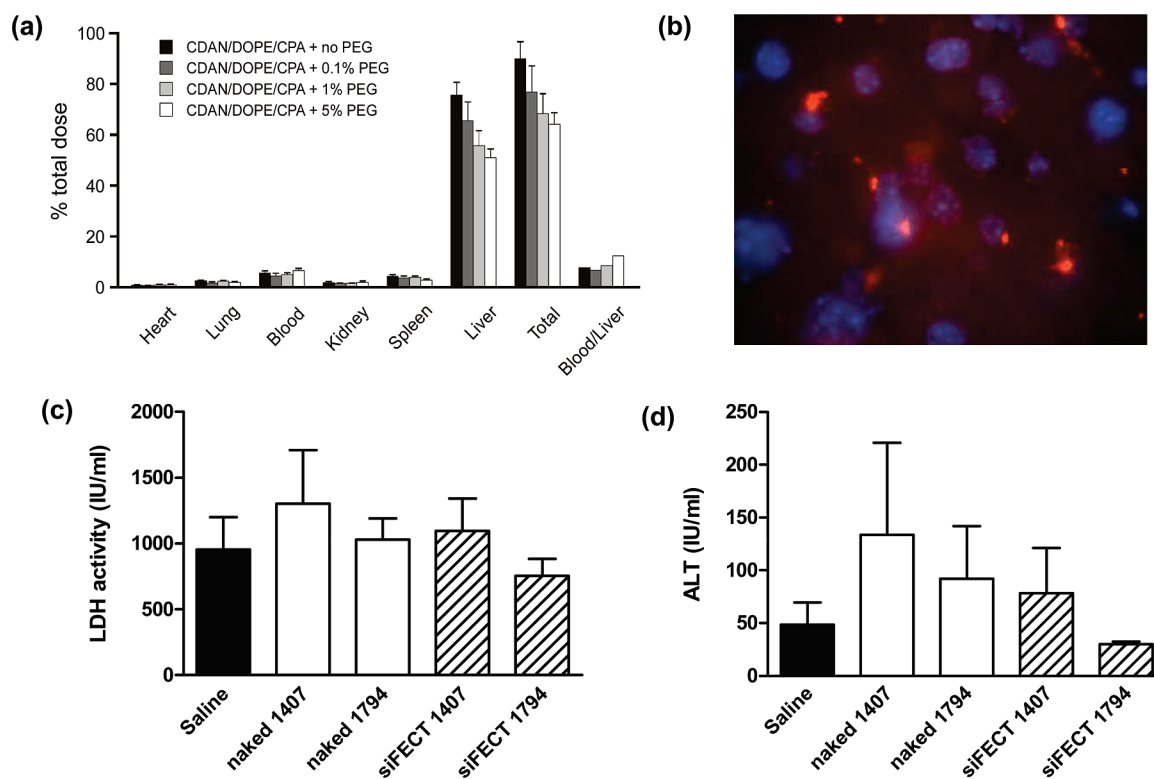 (a)
CDAN/DOPE/CPA + no PEG
CDAN/DOPE/CPA + 0.1% PEG
CDAN/DOPE/CPA + 1% PEG
CDAN/DOPE/CPA + 5% PEG
% total dose
100
80
60
40
20
0
Heart
Lung
Blood
Kidney
Spleen
Liver
Total
Blood/Liver
(b)
(c)
LDH activity (IU/ml)
2000
1500
1000
500
0
Saline
naked 1407
naked 1794
siFECT 1407
siFECT 1794
(d)
ALT (IU/ml)
250
200
150
100
50
0
Saline
naked 1407
naked 1794
siFECT 1407
siFECT 1794